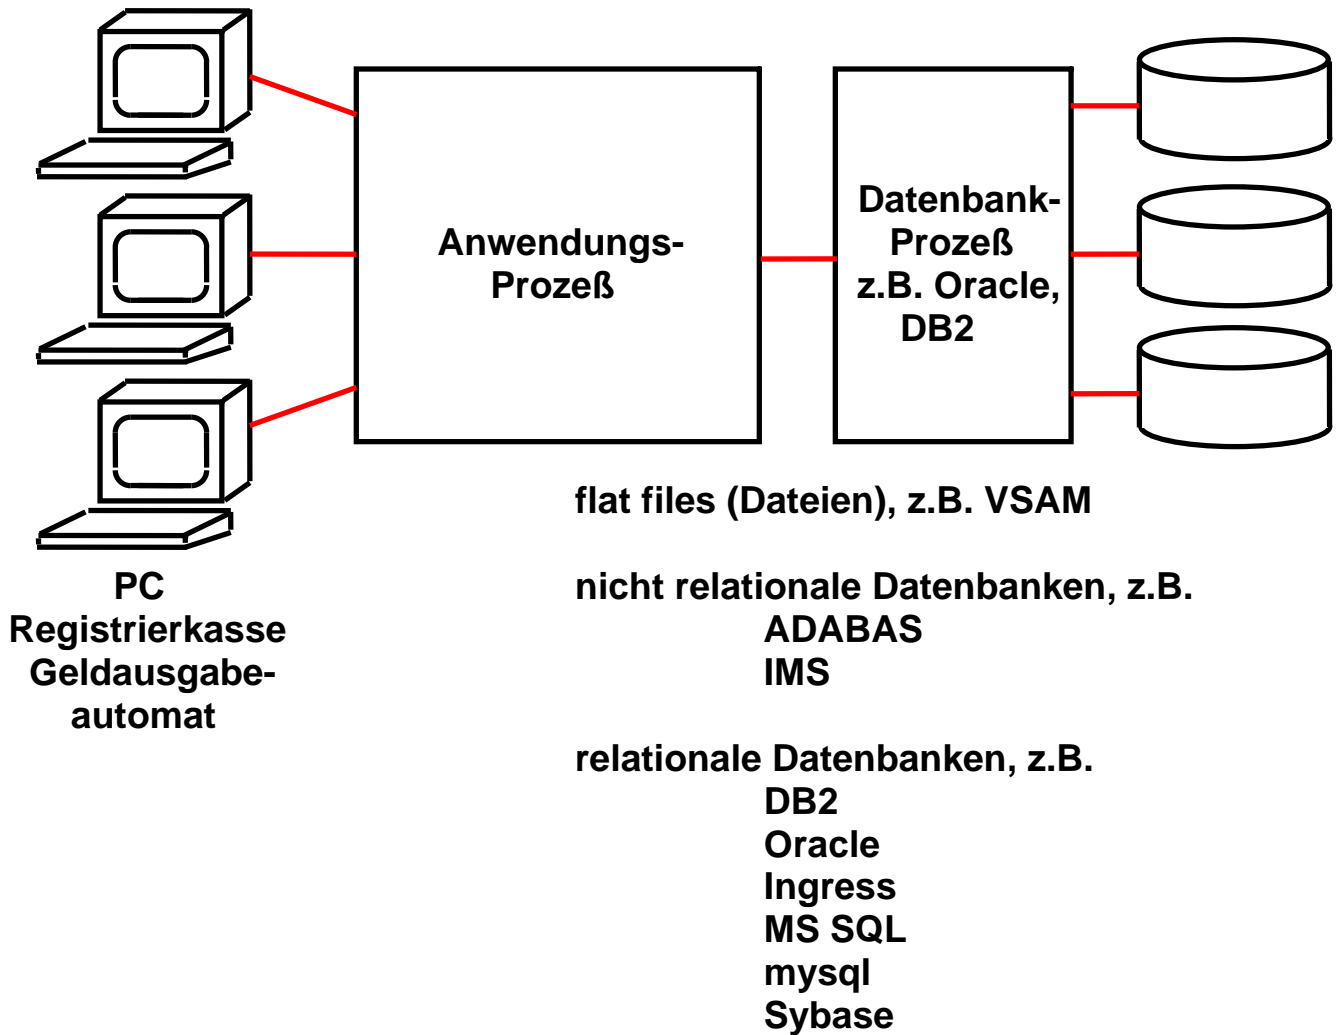 Anwendungs-
Prozeß
Datenbank-
Prozeß
z.B. Oracle,
DB2
PC
Registrierkasse
Geldausgabe-
automat
flat files (Dateien), z.B. VSAM
nicht relationale Datenbanken, z.B.
ADABAS
IMS
relationale Datenbanken, z.B.
DB2
Oracle
Ingress
MS SQL
mysql
Sybase